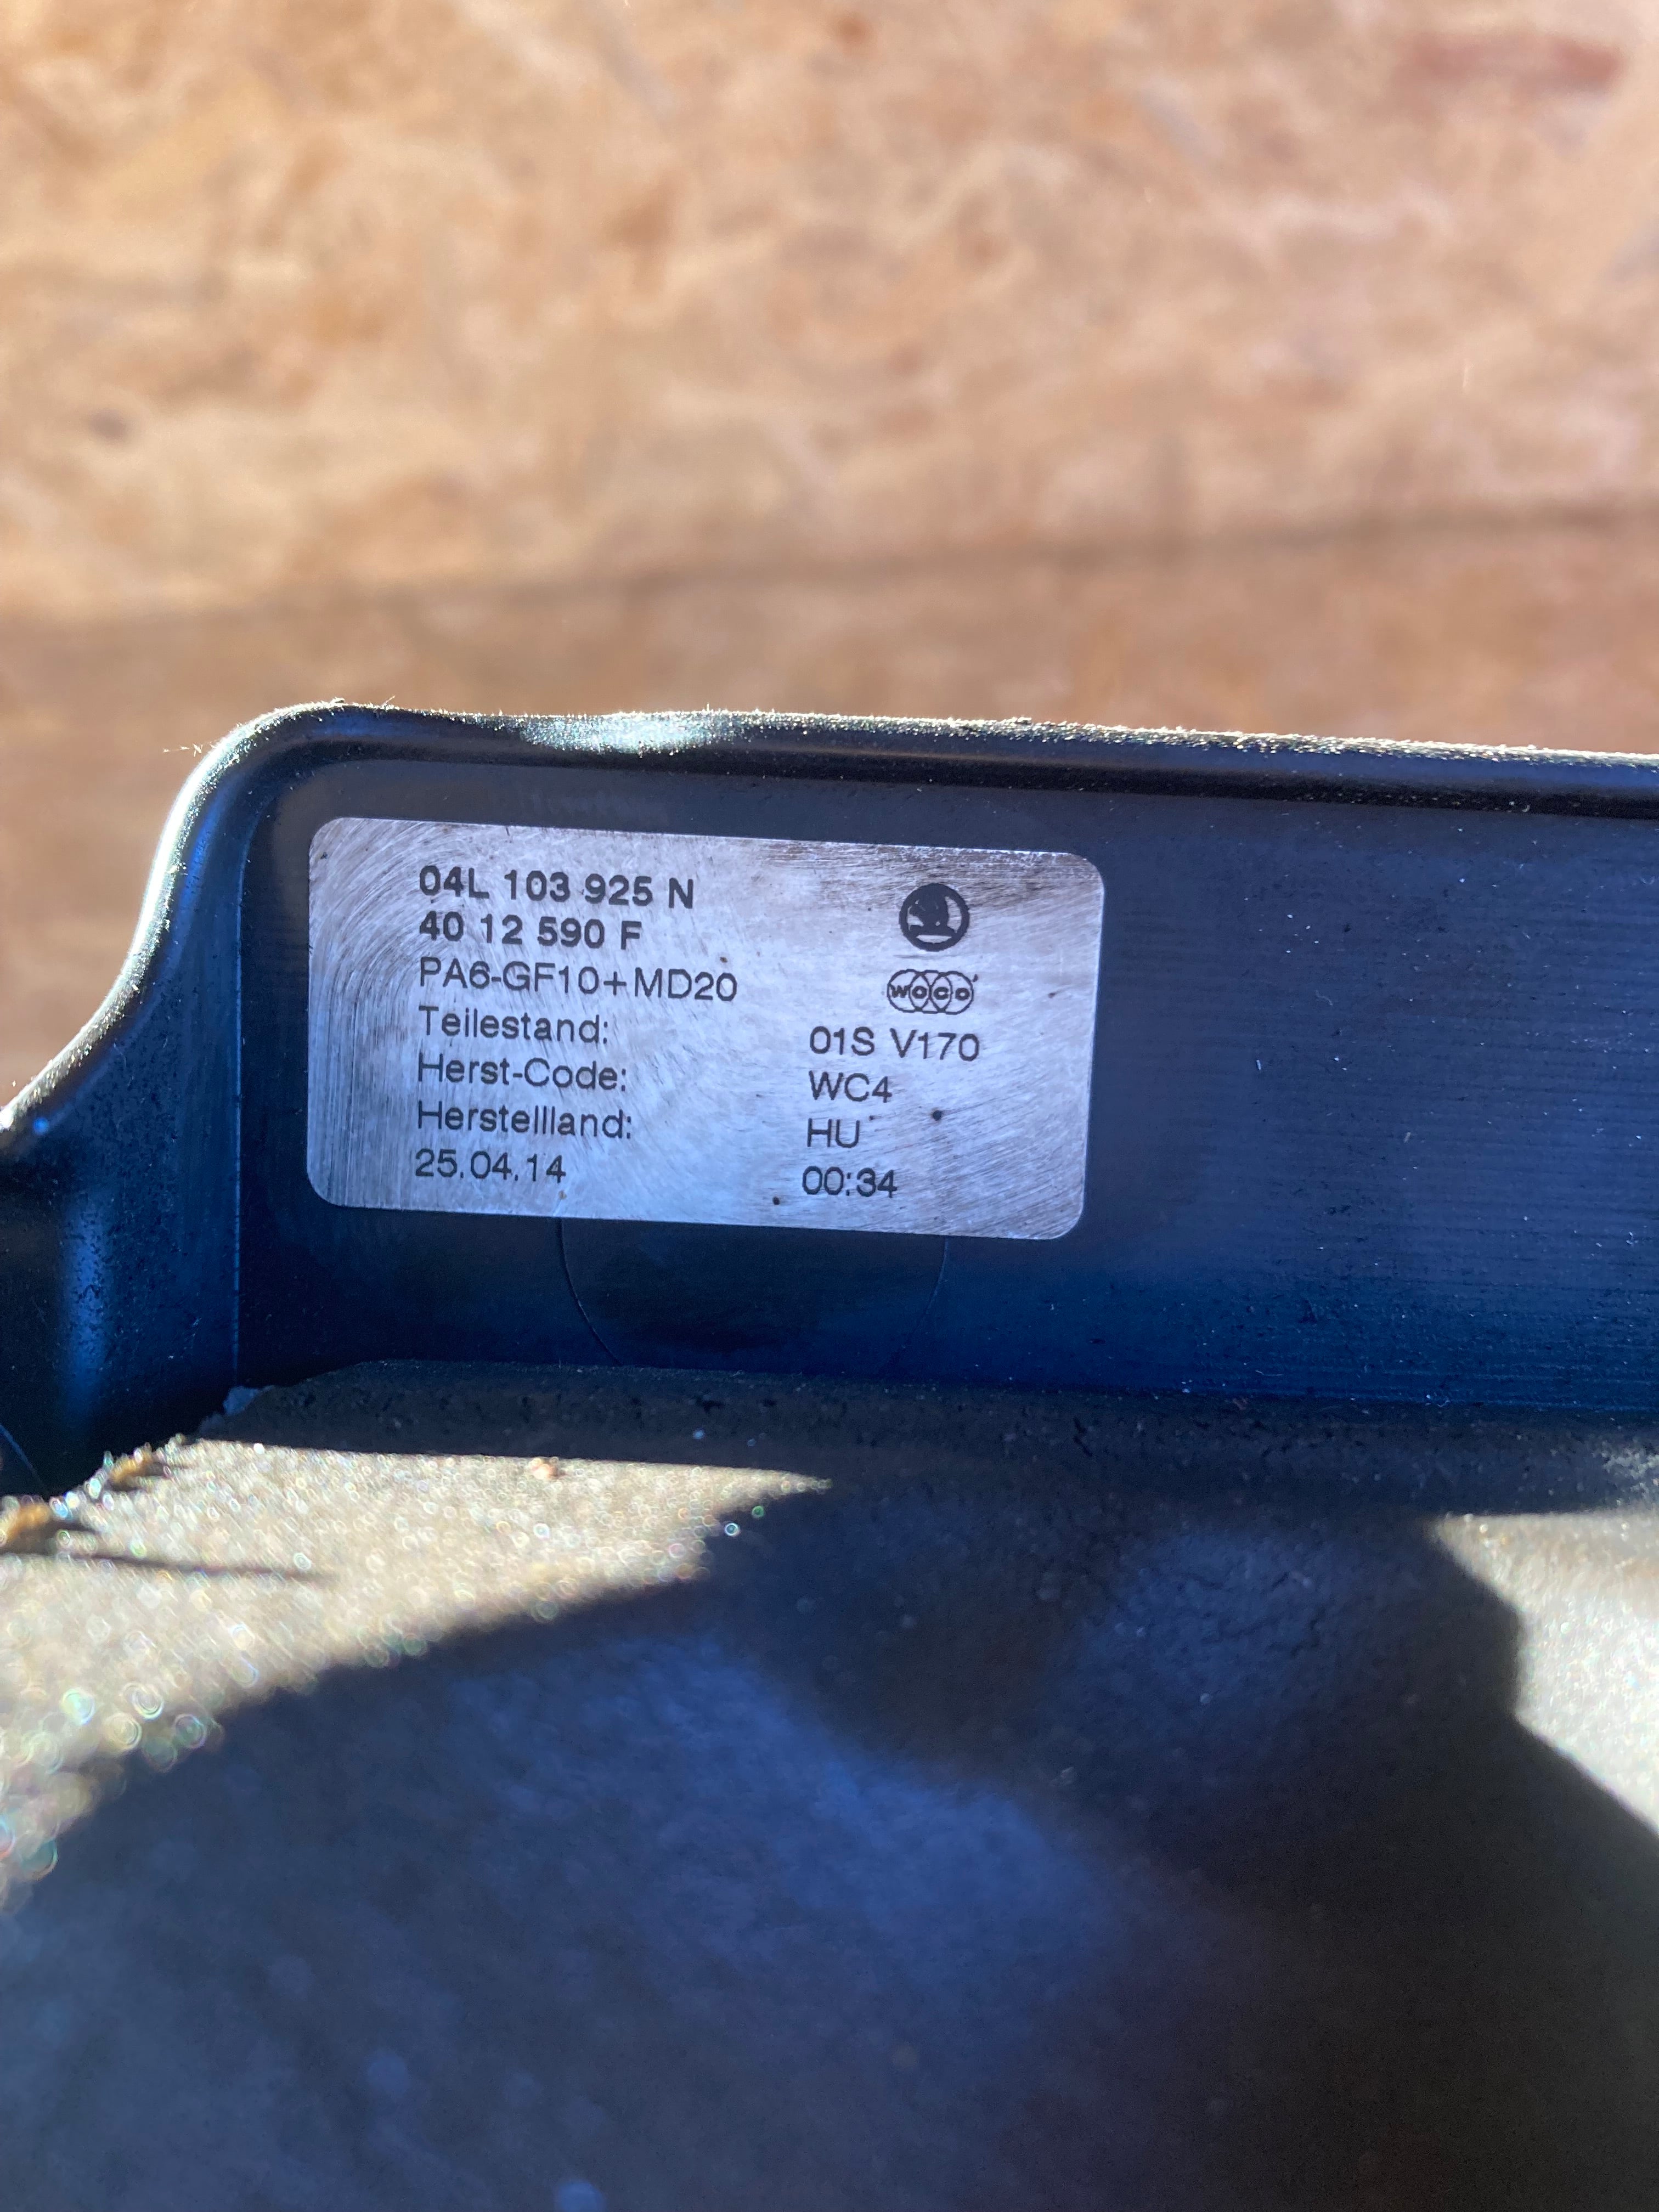 04L 103 925 N
40 12 590 F
PA6-GF10+MD20
woco
Teilestand: 01S V170
Herst-Code: WC4
Herstellland: HU
25.04.14 00:34